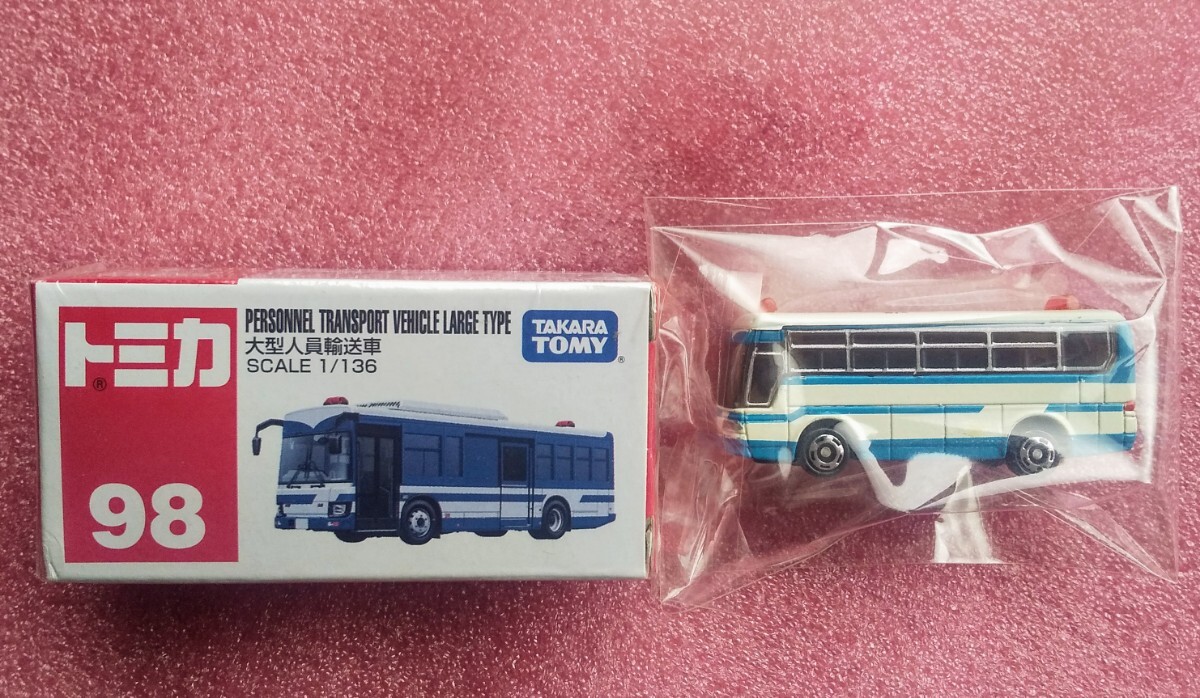 トミカ
®
98
PERSONNEL TRANSPORT VEHICLE LARGE TYPE
大型人員輸送車
SCALE 1/136
TAKARA
TOMY
®